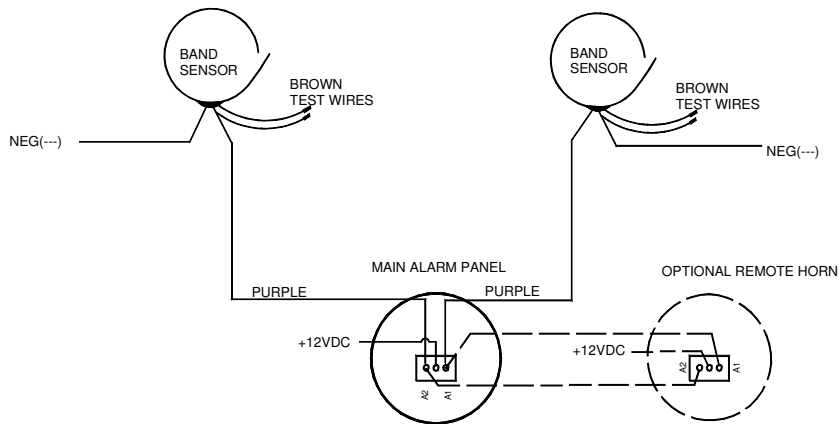 BAND
SENSOR
BROWN
TEST WIRES
NEG(---)
BAND
SENSOR
BROWN
TEST WIRES
NEG(---)
MAIN ALARM PANEL
OPTIONAL REMOTE HORN
PURPLE
PURPLE
+12VDC
A2
A1
+12VDC
A2
A1